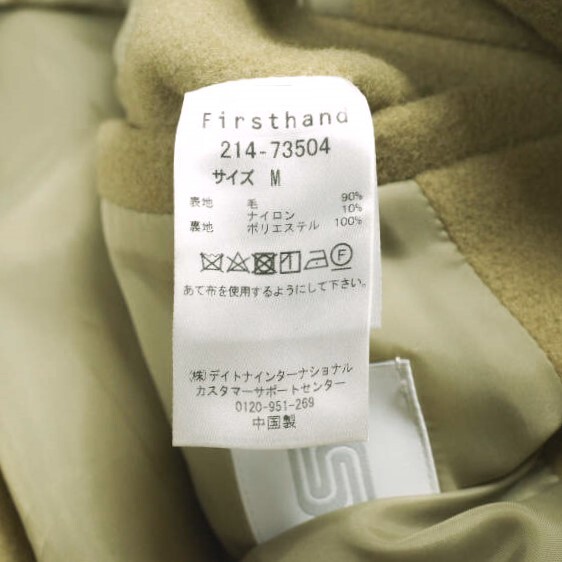 Firsthand
214-73504
サイズ M
表地 毛 90%
ナイロン 10%
裏地 ポリエステル 100%
あて布を使用するようにして下さい。
(株)デイトナインターナショナル
カスタマーサポートセンター
0120-951-269
中国製